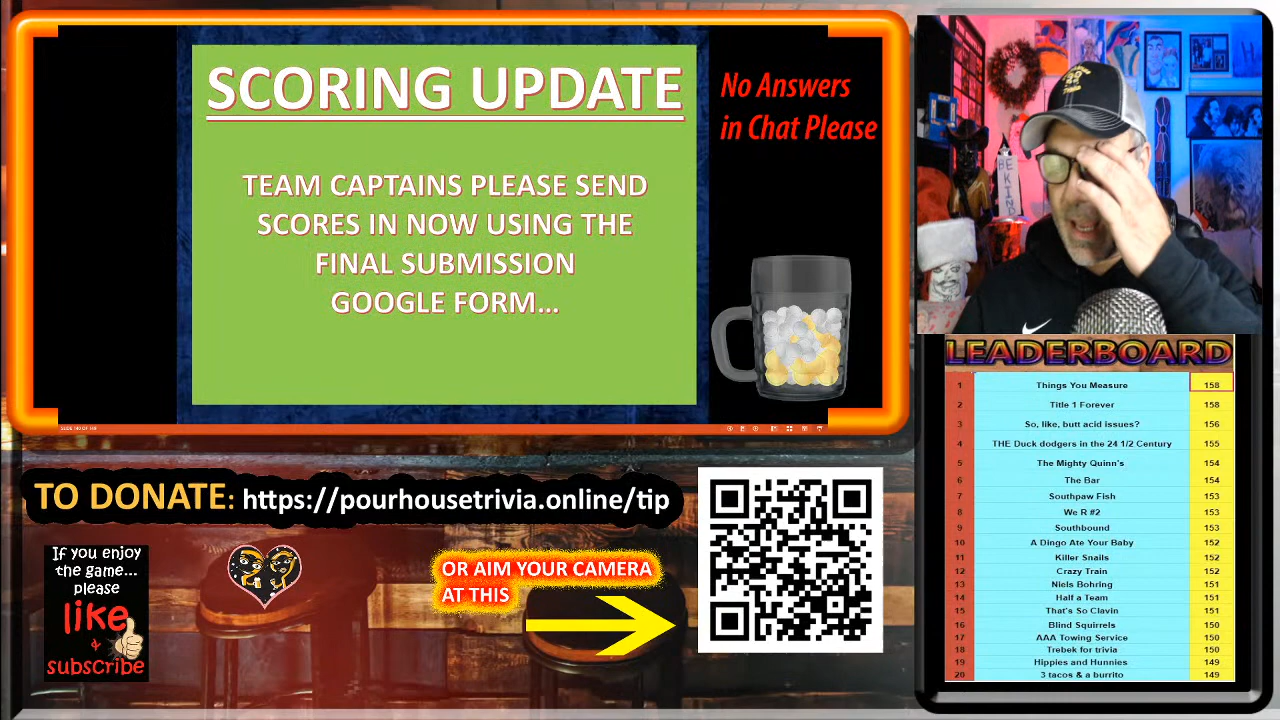 SCORING UPDATE
TEAM CAPTAINS PLEASE SEND
SCORES IN NOW USING THE
FINAL SUBMISSION
GOOGLE FORM...
No Answers
in Chat Please
TO DONATE: https://pourhousetrivia.online/tip
If you enjoy
the game...
please
like
&
subscribe
OR AIM YOUR CAMERA
AT THIS
LEADERBOARD
1 Things You Measure 158
2 Title 1 Forever 158
3 So, like, butt acid issues? 156
4 THE Duck dodgers in the 24 1/2 Century 155
5 The Mighty Quinn's 154
6 The Bar 154
7 Southpaw Fish 153
8 We R #2 153
9 Southbound 153
10 A Dingo Ate Your Baby 152
11 Killer Snails 152
12 Crazy Train 152
13 Niels Bohring 151
14 Half a Team 151
15 That's So Clavin 151
16 Blind Squirrels 150
17 AAA Towing Service 150
18 Trebek for trivia 150
19 Hippies and Hunnies 149
20 3 tacos & a burrito 149